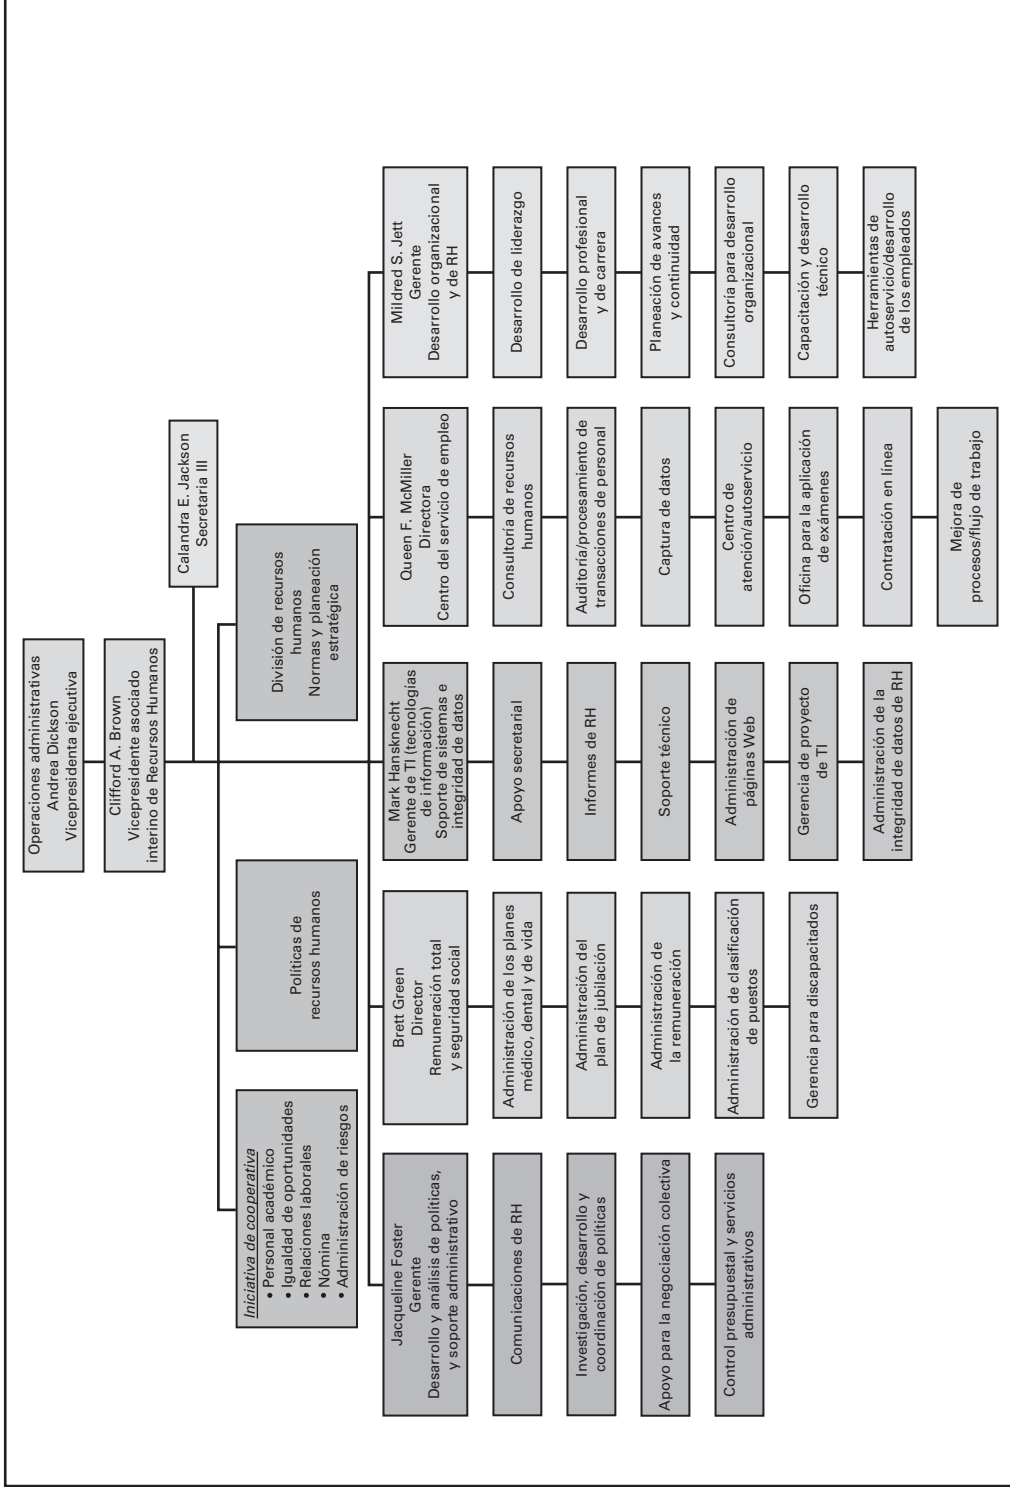 Operaciones administrativas
Andrea Dickson
Vicepresidenta ejecutiva
Clifford A. Brown
Vicepresidente asociado
interino de Recursos Humanos
Calandra E. Jackson
Secretaria III
Iniciativa de cooperativa
• Personal académico
• Igualdad de oportunidades
• Relaciones laborales
• Nómina
• Administración de riesgos
Políticas de
recursos humanos
División de recursos
humanos
Normas y planeación
estratégica
Jacqueline Foster
Gerente
Desarrollo y análisis de políticas,
y soporte administrativo
Comunicaciones de RH
Investigación, desarrollo y
coordinación de políticas
Apoyo para la negociación colectiva
Control presupuestal y servicios
administrativos
Brett Green
Director
Remuneración total
y seguridad social
Administración de los planes
médico, dental y de vida
Administración del
plan de jubilación
Administración de
la remuneración
Administración de clasificación
de puestos
Gerencia para discapacitados
Mark Hansknecht
Gerente de TI (tecnologías
de información)
Soporte de sistemas e
integridad de datos
Apoyo secretarial
Informes de RH
Soporte técnico
Administración de
páginas Web
Gerencia de proyecto
de TI
Administración de la
integridad de datos de RH
Queen F. McMiller
Directora
Centro del servicio de empleo
Consultoría de recursos
humanos
Auditoría/procesamiento de
transacciones de personal
Captura de datos
Centro de
atención/autoservicio
Oficina para la aplicación
de exámenes
Contratación en línea
Mejora de
procesos/flujo de trabajo
Mildred S. Jett
Gerente
Desarrollo organizacional
y de RH
Desarrollo de liderazgo
Desarrollo profesional
y de carrera
Planeación de avances
y continuidad
Consultoría para desarrollo
organizacional
Capacitación y desarrollo
técnico
Herramientas de
autoservicio/desarrollo
de los empleados